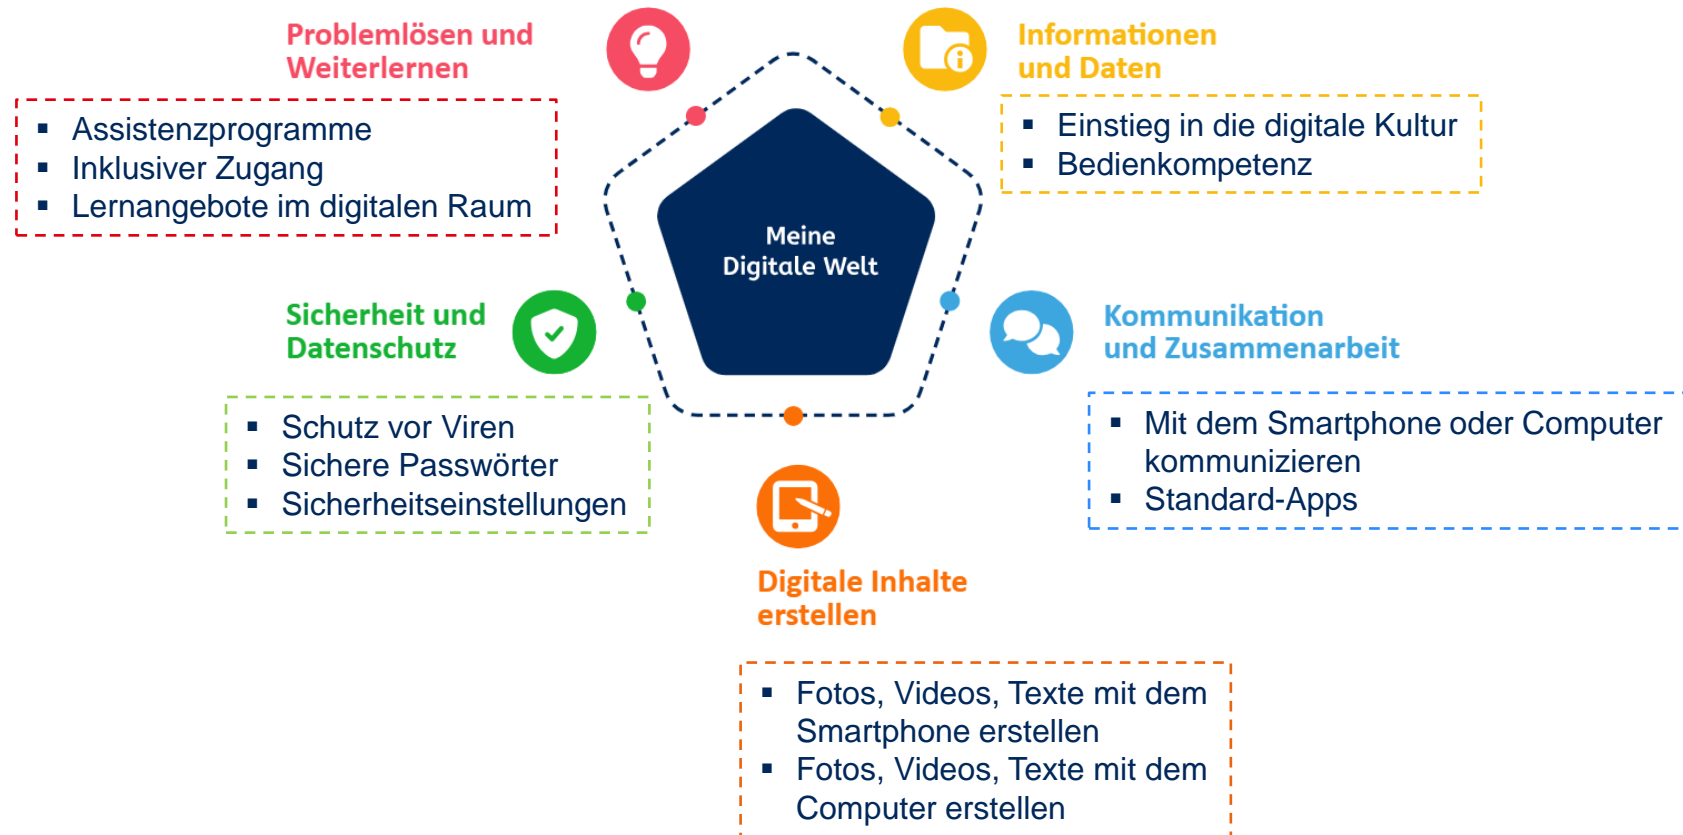 Problemlösen und
Weiterlernen
▪ Assistenzprogramme
▪ Inklusiver Zugang
▪ Lernangebote im digitalen Raum
Informationen
und Daten
▪ Einstieg in die digitale Kultur
▪ Bedienkompetenz
Meine
Digitale Welt
Sicherheit und
Datenschutz
▪ Schutz vor Viren
▪ Sichere Passwörter
▪ Sicherheitseinstellungen
Kommunikation
und Zusammenarbeit
▪ Mit dem Smartphone oder Computer
kommunizieren
▪ Standard-Apps
Digitale Inhalte
erstellen
▪ Fotos, Videos, Texte mit dem
Smartphone erstellen
▪ Fotos, Videos, Texte mit dem
Computer erstellen